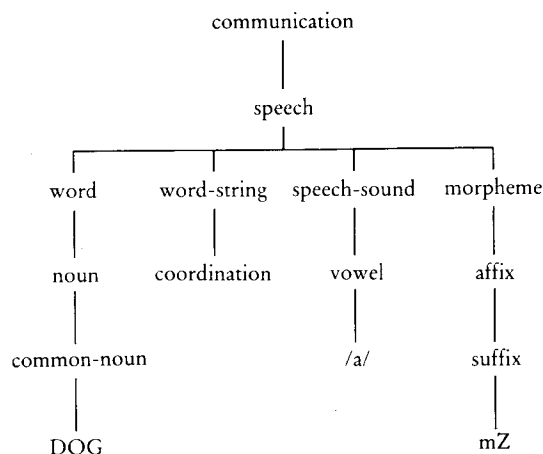 communication
speech
word word-string speech-sound morpheme
noun coordination vowel affix
common-noun /a/ suffix
DOG mZ